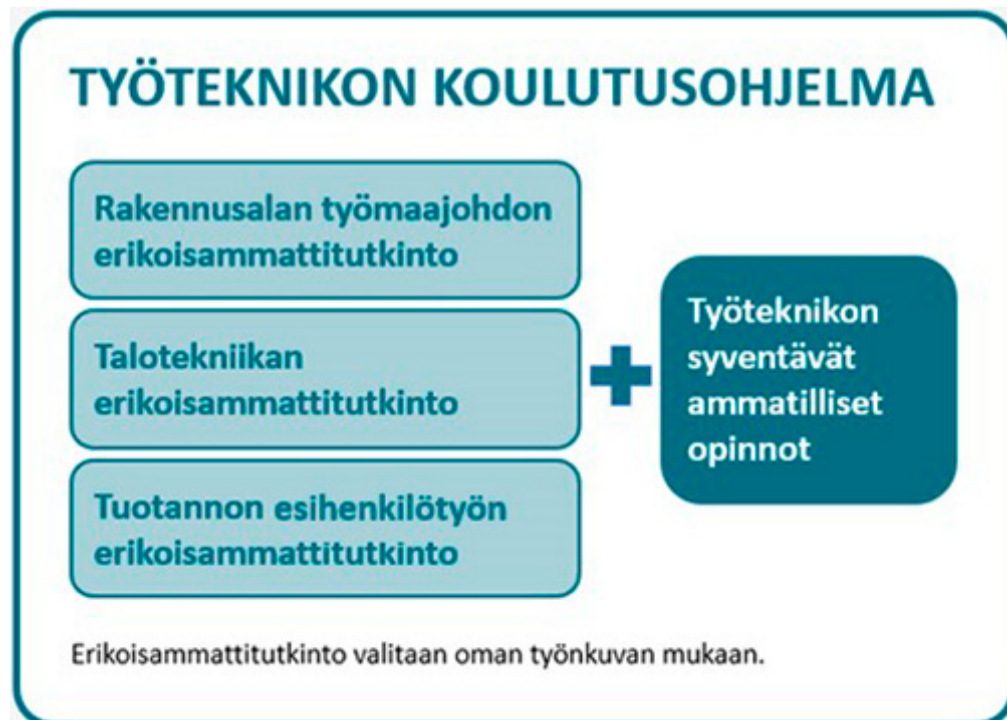 TYÖTEKNIKON KOULUTUSOHJELMA
Rakennusalan työmaajohdon
erikoisammattitutkinto
Talotekniikan
erikoisammattitutkinto
Tuotannon esihenkilötyön
erikoisammattitutkinto
Työteknikon
syventävät
ammatilliset
opinnot
Erikoisammattitutkinto valitaan oman työnkuvan mukaan.